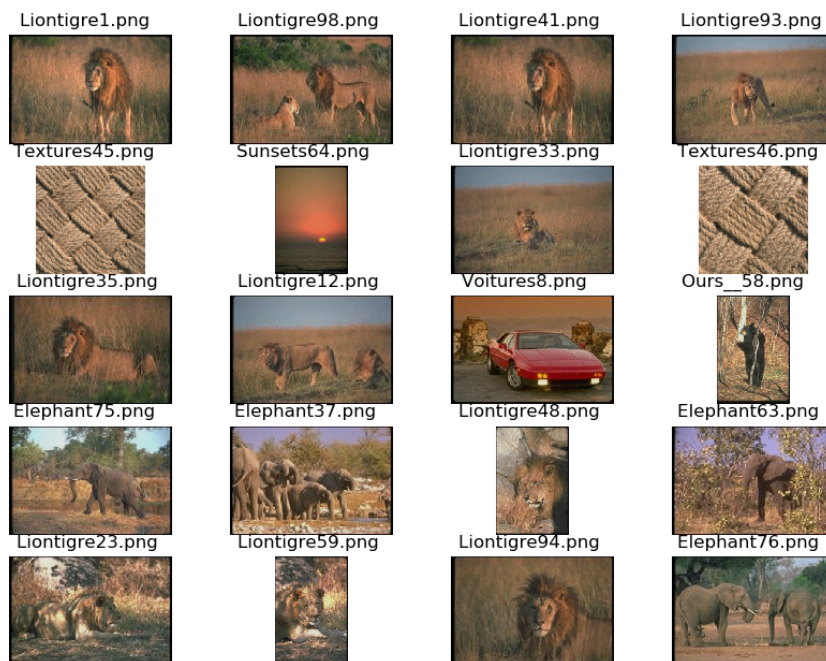 Liontigre1.png
Liontigre98.png
Liontigre41.png
Liontigre93.png
Textures45.png
Sunsets64.png
Liontigre33.png
Textures46.png
Liontigre35.png
Liontigre12.png
Voitures8.png
Ours__58.png
Elephant75.png
Elephant37.png
Liontigre48.png
Elephant63.png
Liontigre23.png
Liontigre59.png
Liontigre94.png
Elephant76.png